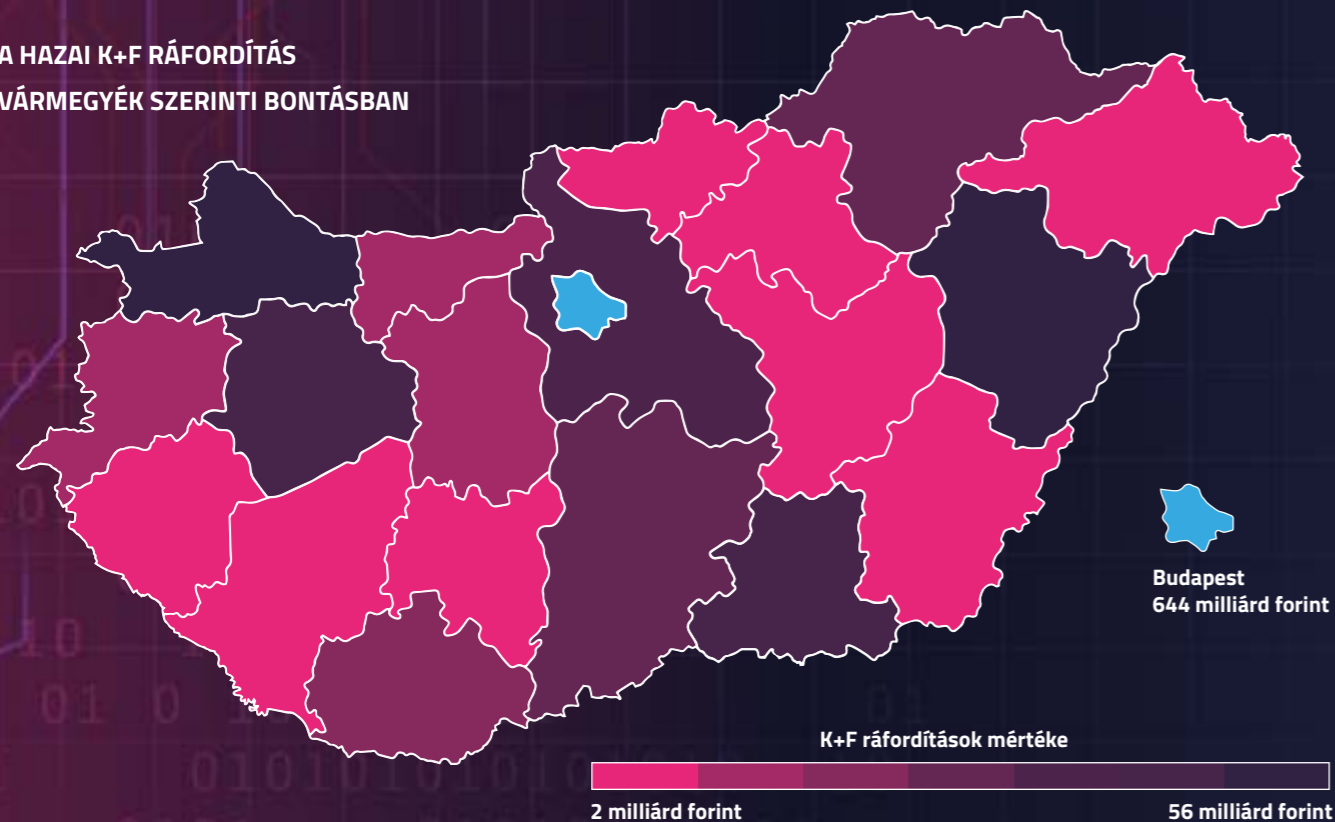 A HAZAI K+F RÁFORDÍTÁS
VÁRMEGYÉK SZERINTI BONTÁSBAN
Budapest
644 milliárd forint
K+F ráfordítások mértéke
2 milliárd forint
56 milliárd forint